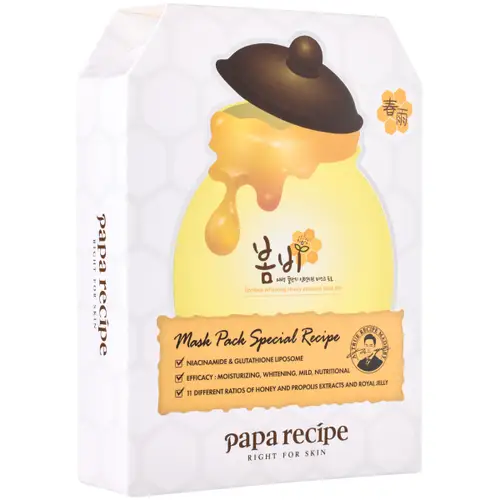 春雨
봄비
Mask Pack Special Recipe
NIACINAMIDE & GLUTATHIONE LIPOSOME
EFFICACY : MOISTURIZING, WHITENING, MILD, NUTRITIONAL
11 DIFFERENT RATIOS OF HONEY AND PROPOLIS EXTRACTS AND ROYAL JELLY
papa recipe
RIGHT FOR SKIN
papa recipe
RIGHT FOR SKIN